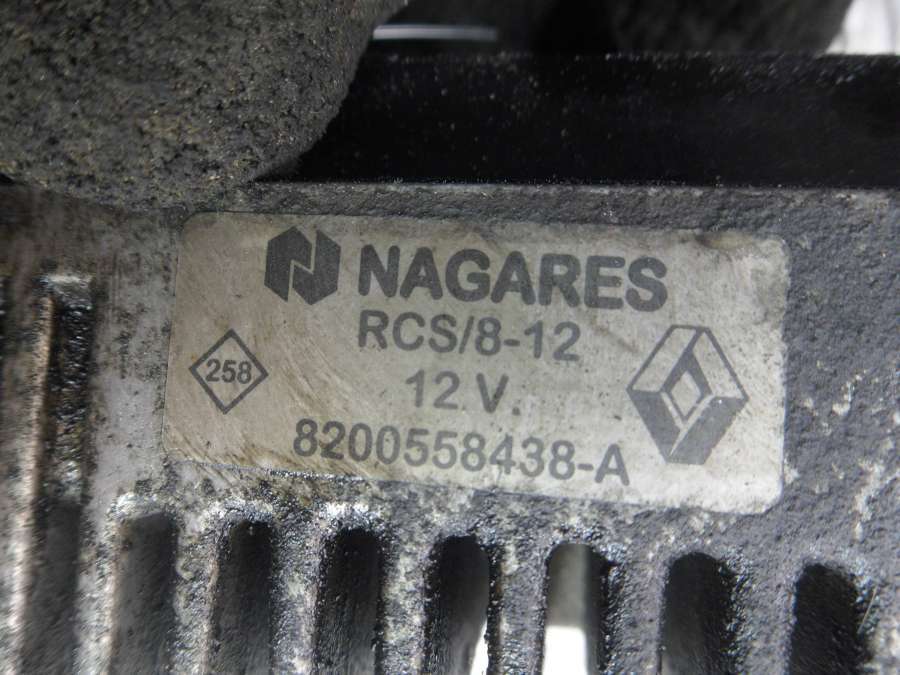 NAGARES
RCS/8-12
258
12 V.
8200558438-A